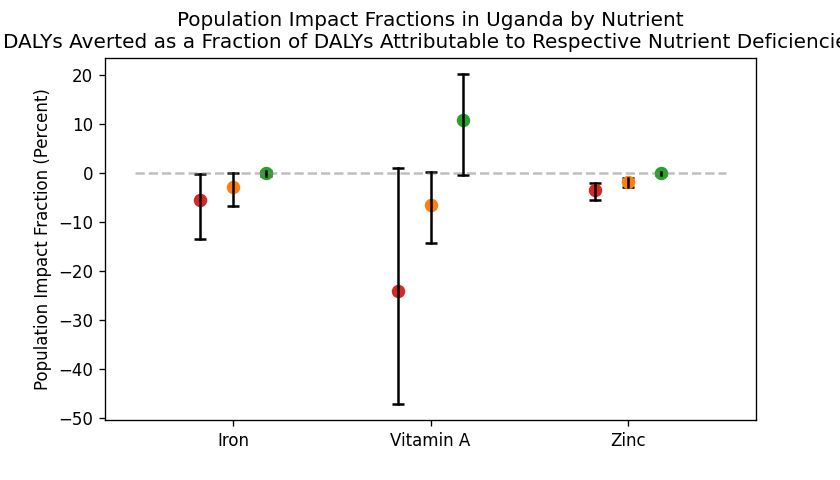 Population Impact Fractions in Uganda by Nutrient
DALYs Averted as a Fraction of DALYs Attributable to Respective Nutrient
Population Impact Fraction (Percent)
20
10
0
−10
−20
−30
−40
−50
Iron
Vitamin A
Zinc